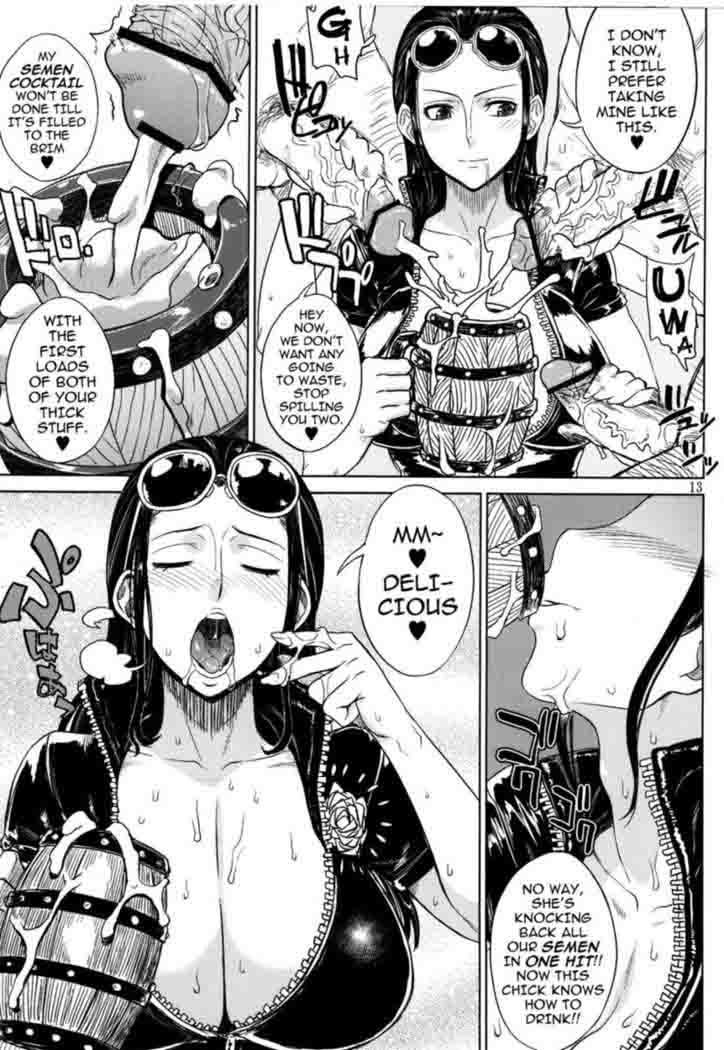 I DON'T
KNOW,
I STILL
PREFER
TAKING
MINE LIKE
THIS.
G
H
HEY
NOW,
WE DON'T
WANT ANY
GOING
TO WASTE,
STOP
SPILLING
YOU TWO.
U
W
A
MY
SEMEN
COCKTAIL
WON'T BE
DONE TILL
IT'S FILLED
TO THE
BRIM
♥
WITH
THE
FIRST
LOADS
OF BOTH
OF YOUR
THICK
STUFF.
♥
13
NO WAY,
SHE'S
KNOCKING
BACK ALL
OUR SEMEN
IN ONE HIT!!
NOW THIS
CHICK KNOWS
HOW TO
DRINK!!
MM~
♥
DELI-
CIOUS
♥